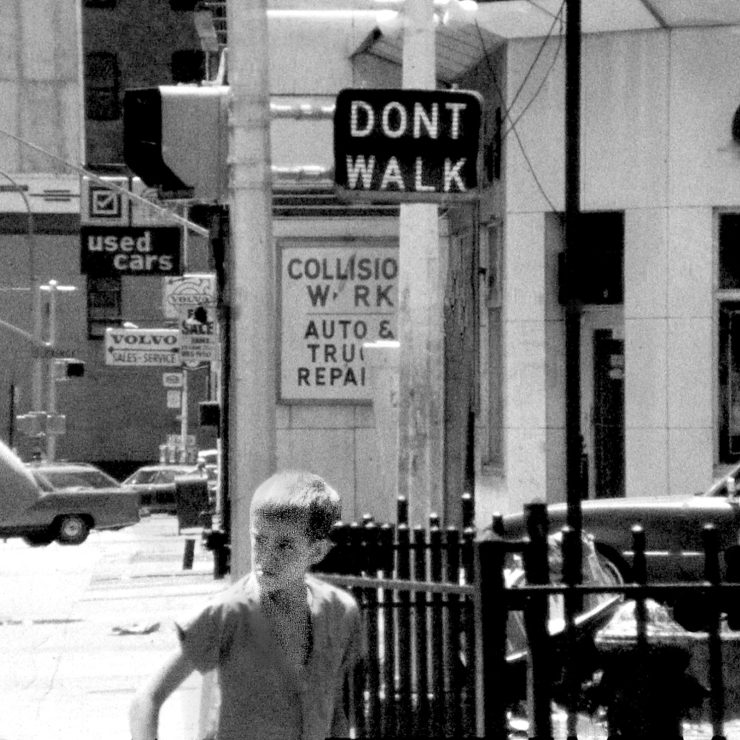 DONT
WALK
used
cars
COLLISIO
W RK
AUTO &
TRU
REPAI
VOLVO
SALES-SERVICE
VOLVO
SALE